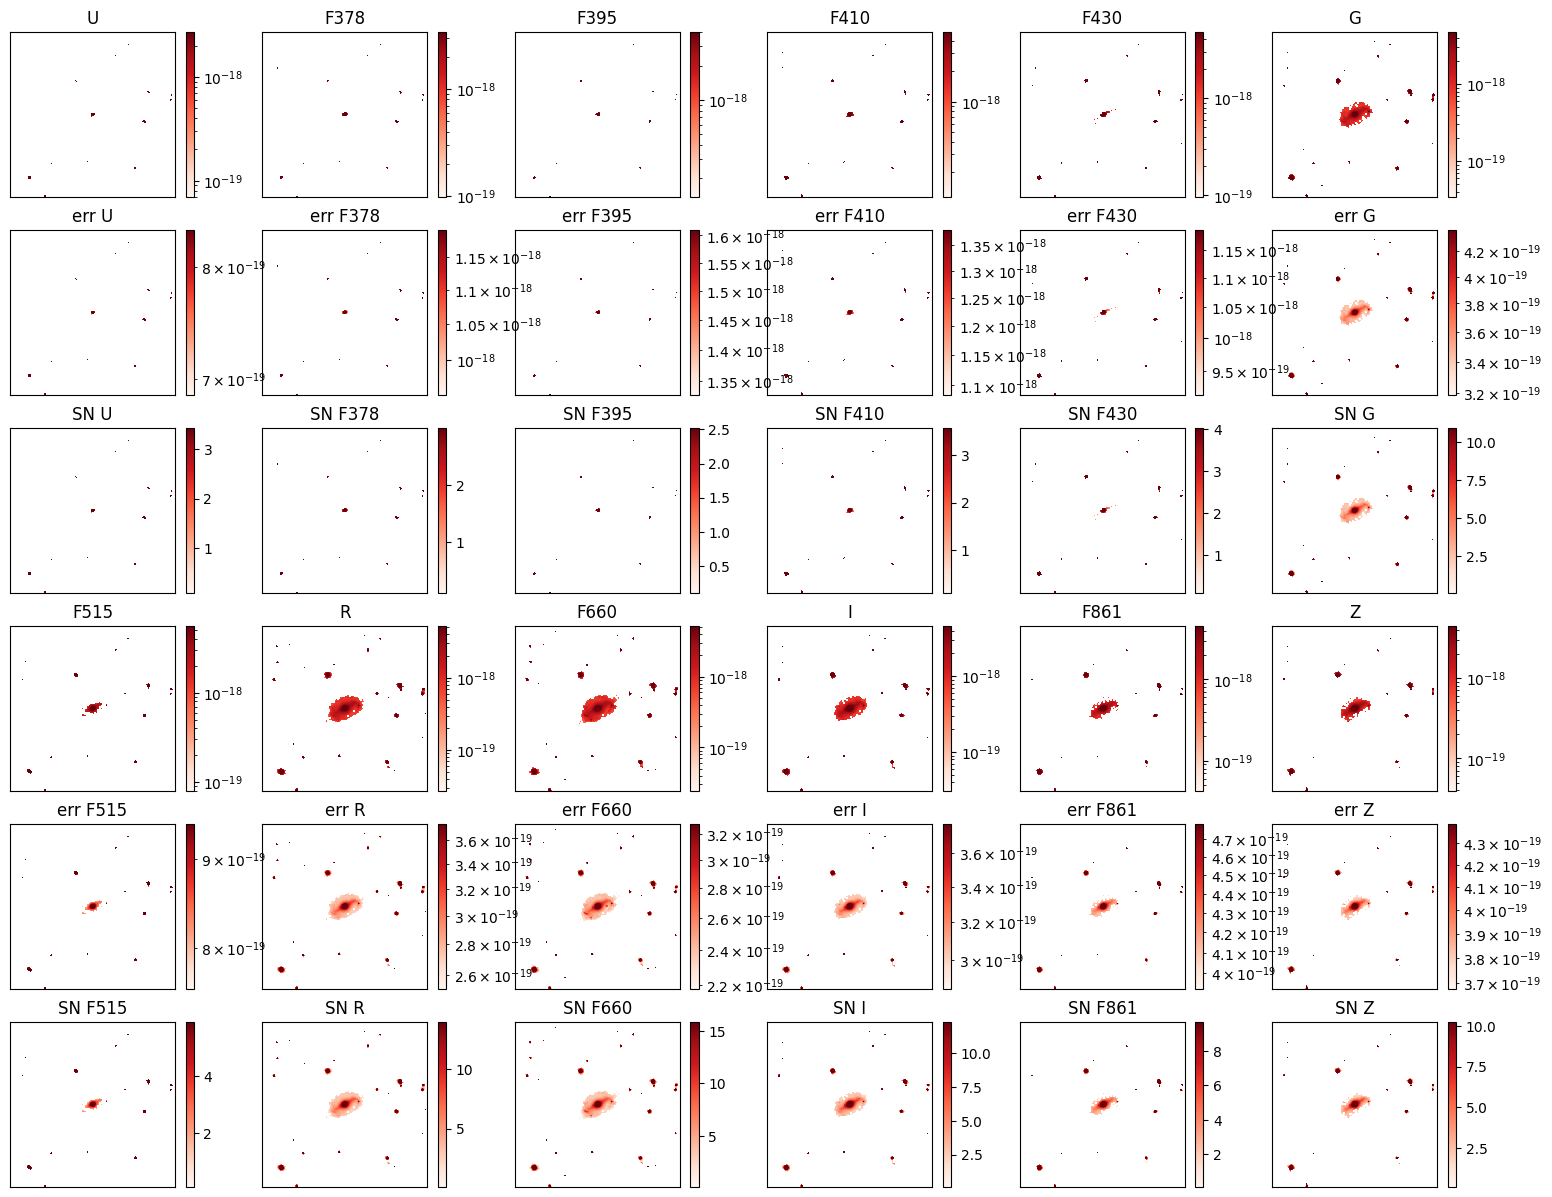 U F378 F395 F410 F430 G
10⁻¹⁸ 10⁻¹⁸ 10⁻¹⁸ 10⁻¹⁸ 10⁻¹⁸ 10⁻¹⁸
10⁻¹⁹ 10⁻¹⁹ 10⁻¹⁹ 10⁻¹⁹
err U err F378 err F395 err F410 err F430 err G
8 × 10⁻¹⁹
7 × 10⁻¹⁹
1.15 × 10⁻¹⁸
1.10 × 10⁻¹⁸
1.05 × 10⁻¹⁸
10⁻¹⁸
1.6 × 10⁻¹⁸
1.55 × 10⁻¹⁸
1.5 × 10⁻¹⁸
1.45 × 10⁻¹⁸
1.4 × 10⁻¹⁸
1.35 × 10⁻¹⁸
1.35 × 10⁻¹⁸
1.3 × 10⁻¹⁸
1.25 × 10⁻¹⁸
1.2 × 10⁻¹⁸
1.15 × 10⁻¹⁸
1.1 × 10⁻¹⁸
1.15 × 10⁻¹⁸
1.1 × 10⁻¹⁸
1.05 × 10⁻¹⁸
10⁻¹⁸
9.5 × 10⁻¹⁹
4.2 × 10⁻¹⁹
4 × 10⁻¹⁹
3.8 × 10⁻¹⁹
3.6 × 10⁻¹⁹
3.4 × 10⁻¹⁹
3.2 × 10⁻¹⁹
SN U SN F378 SN F395 SN F410 SN F430 SN G
3
2
1
2
1
2.5
2.0
1.5
1.0
0.5
3
2
1
4
3
2
1
10.0
7.5
5.0
2.5
F515 R F660 I F861 Z
10⁻¹⁸ 10⁻¹⁸ 10⁻¹⁸ 10⁻¹⁸ 10⁻¹⁸ 10⁻¹⁸
10⁻¹⁹ 10⁻¹⁹ 10⁻¹⁹ 10⁻¹⁹ 10⁻¹⁹ 10⁻¹⁹
err F515 err R err F660 err I err F861 err Z
9 × 10⁻¹⁹
8 × 10⁻¹⁹
3.6 × 10⁻¹⁹
3.4 × 10⁻¹⁹
3.2 × 10⁻¹⁹
3 × 10⁻¹⁹
2.8 × 10⁻¹⁹
2.6 × 10⁻¹⁹
3.2 × 10⁻¹⁹
3 × 10⁻¹⁹
2.8 × 10⁻¹⁹
2.6 × 10⁻¹⁹
2.4 × 10⁻¹⁹
2.2 × 10⁻¹⁹
3.6 × 10⁻¹⁹
3.4 × 10⁻¹⁹
3.2 × 10⁻¹⁹
3 × 10⁻¹⁹
4.7 × 10⁻¹⁹
4.6 × 10⁻¹⁹
4.5 × 10⁻¹⁹
4.4 × 10⁻¹⁹
4.3 × 10⁻¹⁹
4.2 × 10⁻¹⁹
4.1 × 10⁻¹⁹
4 × 10⁻¹⁹
4.3 × 10⁻¹⁹
4.2 × 10⁻¹⁹
4.1 × 10⁻¹⁹
4 × 10⁻¹⁹
3.9 × 10⁻¹⁹
3.8 × 10⁻¹⁹
3.7 × 10⁻¹⁹
SN F515 SN R SN F660 SN I SN F861 SN Z
4
2
10
5
15
10
5
10.0
7.5
5.0
2.5
8
6
4
2
10.0
7.5
5.0
2.5